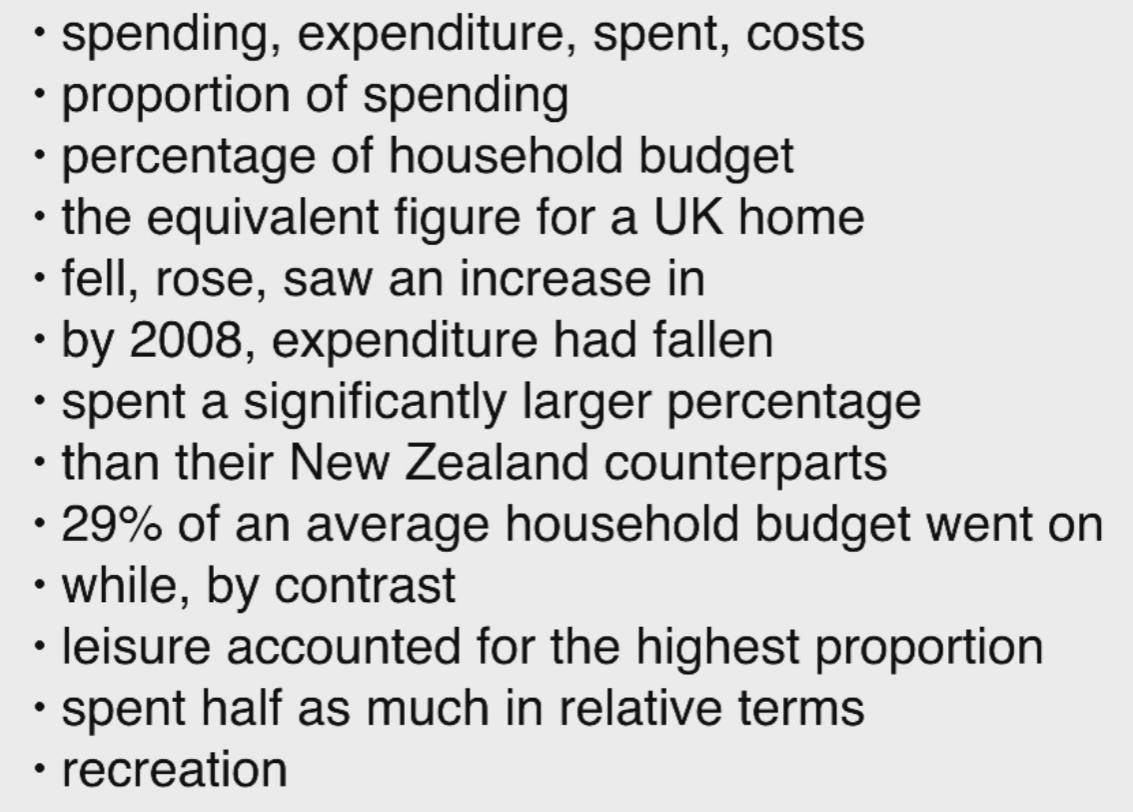 • spending, expenditure, spent, costs
• proportion of spending
• percentage of household budget
• the equivalent figure for a UK home
• fell, rose, saw an increase in
• by 2008, expenditure had fallen
• spent a significantly larger percentage
• than their New Zealand counterparts
• 29% of an average household budget went on
• while, by contrast
• leisure accounted for the highest proportion
• spent half as much in relative terms
• recreation